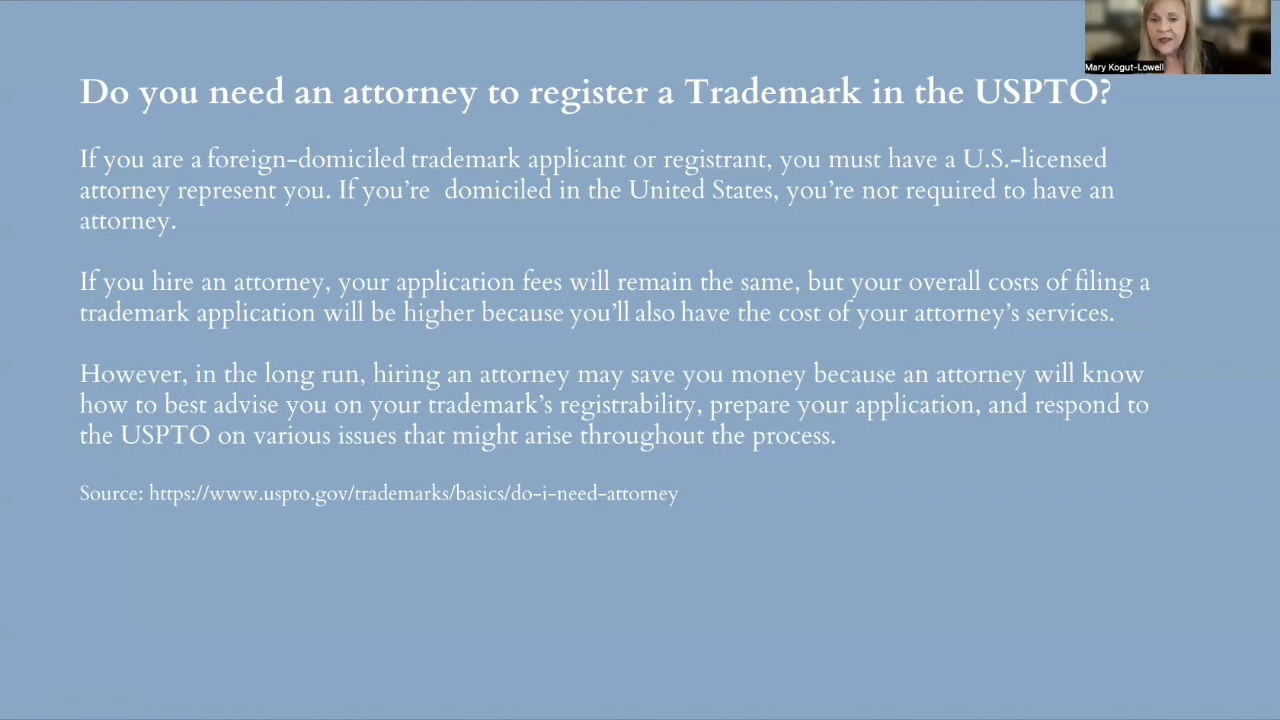 Mary Kogut-Lowell
Do you need an attorney to register a Trademark in the USPTO?
If you are a foreign-domiciled trademark applicant or registrant, you must have a U.S.-licensed
attorney represent you. If you’re  domiciled in the United States, you’re not required to have an
attorney.
If you hire an attorney, your application fees will remain the same, but your overall costs of filing a
trademark application will be higher because you’ll also have the cost of your attorney’s services.
However, in the long run, hiring an attorney may save you money because an attorney will know
how to best advise you on your trademark’s registrability, prepare your application, and respond to
the USPTO on various issues that might arise throughout the process.
Source: https://www.uspto.gov/trademarks/basics/do-i-need-attorney